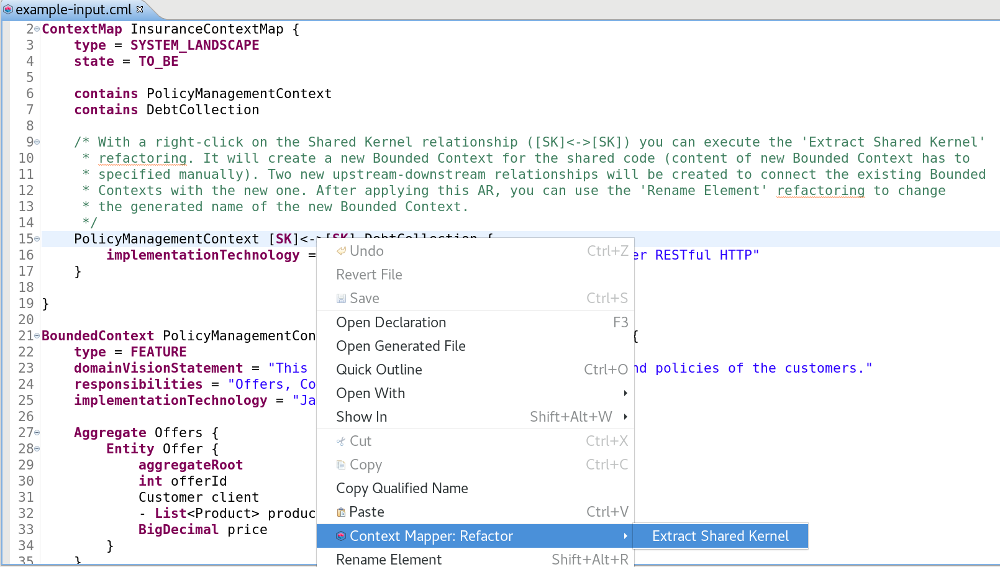 example-input.cml
2 ContextMap InsuranceContextMap {
3 type = SYSTEM_LANDSCAPE
4 state = TO_BE
5
6 contains PolicyManagementContext
7 contains DebtCollection
8
9 /* With a right-click on the Shared Kernel relationship ([SK]<->[SK]) you can execute the 'Extract Shared Kernel'
10 * refactoring. It will create a new Bounded Context for the shared code (content of new Bounded Context has to
11 * specified manually). Two new upstream-downstream relationships will be created to connect the existing Bounded
12 * Contexts with the new one. After applying this AR, you can use the 'Rename Element' refactoring to change
13 * the generated name of the new Bounded Context.
14 */
15 PolicyManagementContext [SK]<->[SK] DebtCollection {
16 implementationTechnology = er RESTful HTTP"
17 }
18
19 }
20
21 BoundedContext PolicyManagementCon {
22 type = FEATURE
23 domainVisionStatement = "This nd policies of the customers."
24 responsibilities = "Offers, Co
25 implementationTechnology = "Ja
26
27 Aggregate Offers {
28 Entity Offer {
29 aggregateRoot
30 int offerId
31 Customer client
32 - List<Product> produc
33 BigDecimal price
34 }
35 }
Undo Ctrl+Z
Revert File
Save Ctrl+S
Open Declaration F3
Open Generated File
Quick Outline Ctrl+O
Open With
Show In Shift+Alt+W
Cut Ctrl+X
Copy Ctrl+C
Copy Qualified Name
Paste Ctrl+V
Context Mapper: Refactor
Extract Shared Kernel
Rename Element Shift+Alt+R